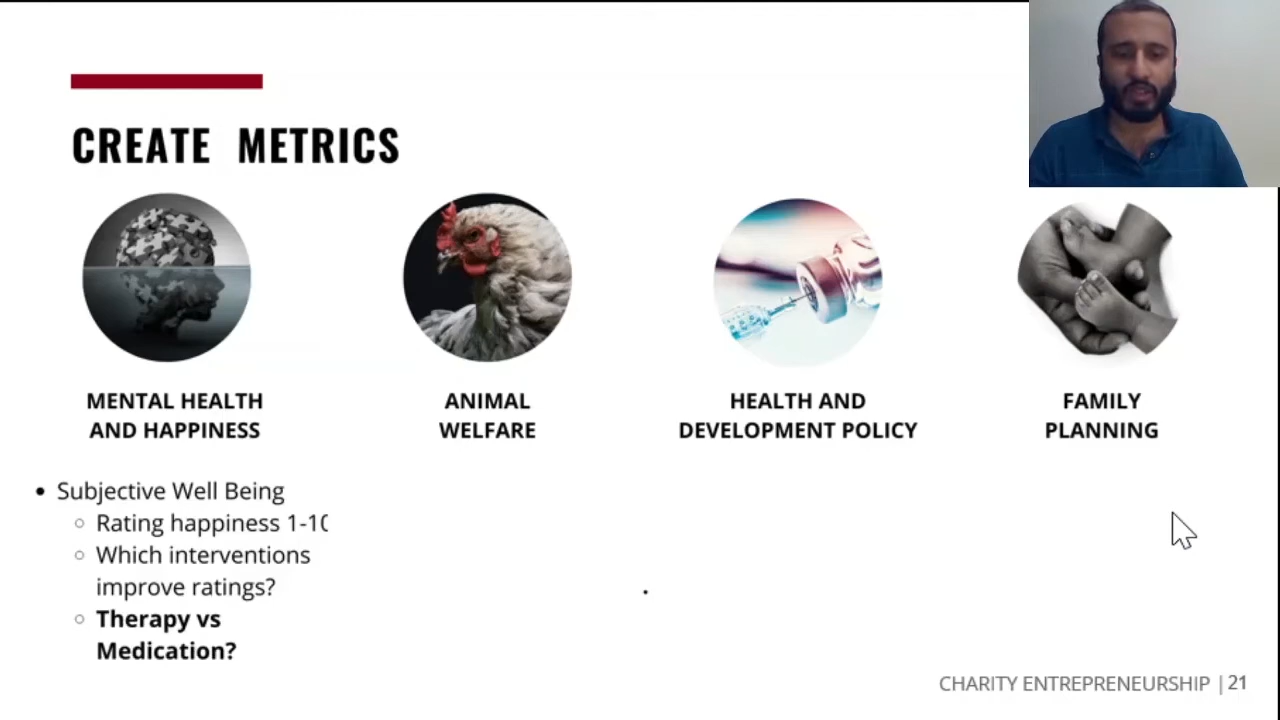 CREATE METRICS
MENTAL HEALTH
AND HAPPINESS
ANIMAL
WELFARE
HEALTH AND
DEVELOPMENT POLICY
FAMILY
PLANNING
• Subjective Well Being
○ Rating happiness 1-10
○ Which interventions
improve ratings?
○ Therapy vs
Medication?
CHARITY ENTREPRENEURSHIP | 21